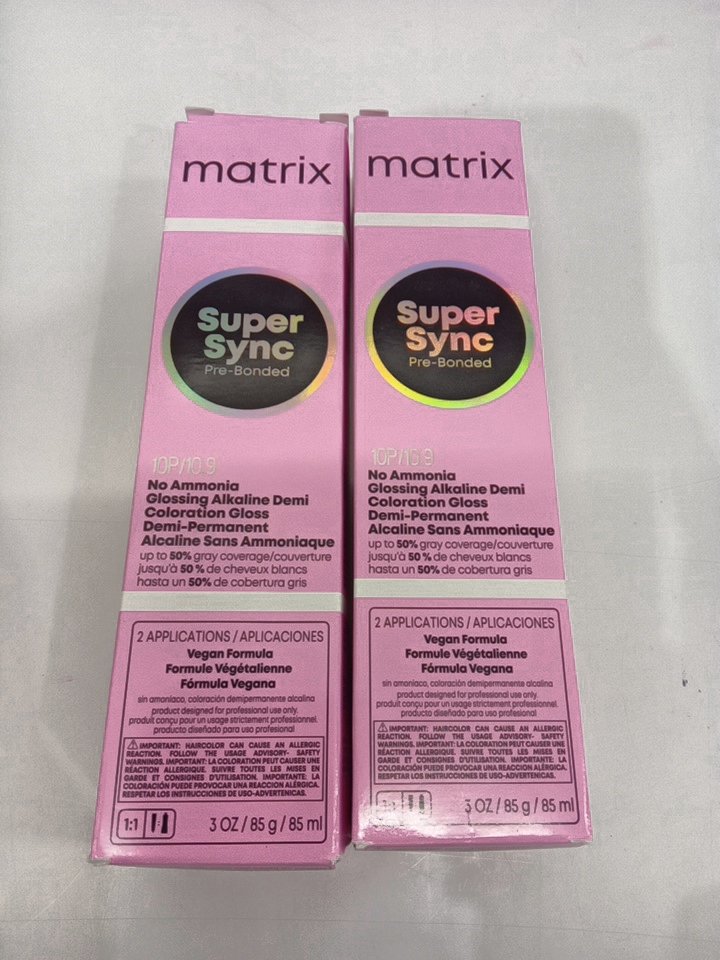 matrix
Super
Sync
Pre-Bonded
10P/10.9
No Ammonia
Glossing Alkaline Demi
Coloration Gloss
Demi-Permanent
Alcaline Sans Ammoniaque
up to 50% gray coverage/couverture
jusqu'à 50 % de cheveux blancs
hasta un 50% de cobertura gris
2 APPLICATIONS / APLICACIONES
Vegan Formula
Formule Végétalienne
Fórmula Vegana
sin amoniaco, coloración demipermanente alcalina
product designed for professional use only.
produit conçu pour un usage strictement professionnel.
producto diseñado para uso profesional
IMPORTANT: HAIRCOLOR CAN CAUSE AN ALLERGIC
REACTION. FOLLOW THE USAGE ADVISORY- SAFETY
WARNINGS. IMPORTANT: LA COLORATION PEUT CAUSER UNE
RÉACTION ALLERGIQUE. SUIVRE TOUTES LES MISES EN
GARDE ET CONSIGNES D'UTILISATION. IMPORTANTE: LA
COLORACIÓN PUEDE PROVOCAR UNA REACCION ALÉRGICA.
RESPETAR LOS INSTRUCCIONES DE USO-ADVERTENCIAS.
1:1
3 OZ / 85 g / 85 ml
matrix
Super
Sync
Pre-Bonded
10P/10.9
No Ammonia
Glossing Alkaline Demi
Coloration Gloss
Demi-Permanent
Alcaline Sans Ammoniaque
up to 50% gray coverage/couverture
jusqu'à 50 % de cheveux blancs
hasta un 50% de cobertura gris
2 APPLICATIONS / APLICACIONES
Vegan Formula
Formule Végétalienne
Fórmula Vegana
sin amoniaco, coloración demipermanente alcalina
product designed for professional use only.
produit conçu pour un usage strictement professionnel.
producto diseñado para uso profesional
IMPORTANT: HAIRCOLOR CAN CAUSE AN ALLERGIC
REACTION. FOLLOW THE USAGE ADVISORY- SAFETY
WARNINGS. IMPORTANT: LA COLORATION PEUT CAUSER UNE
RÉACTION ALLERGIQUE. SUIVRE TOUTES LES MISES EN
GARDE ET CONSIGNES D'UTILISATION. IMPORTANTE: LA
COLORACIÓN PUEDE PROVOCAR UNA REACCION ALÉRGICA.
RESPETAR LOS INSTRUCCIONES DE USO-ADVERTENCIAS.
1:1
3 OZ / 85 g / 85 ml